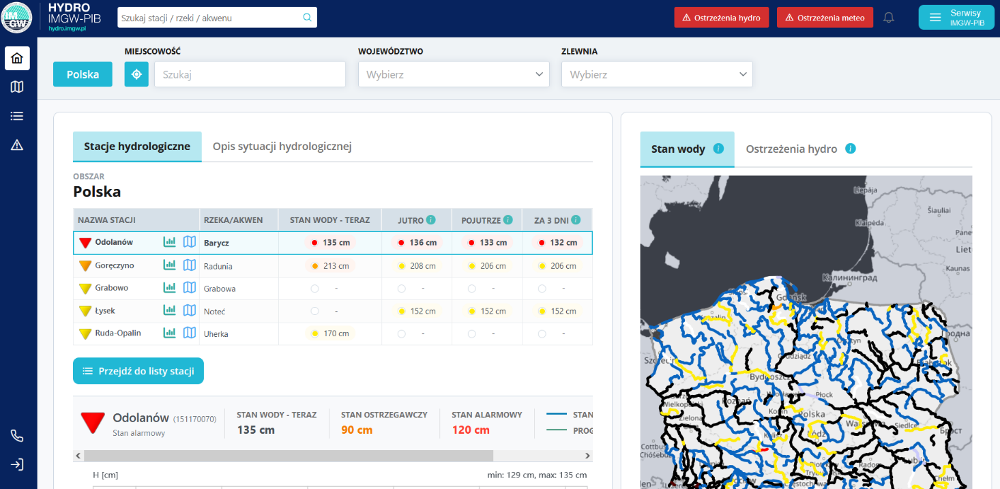 IM
GW
HYDRO
IMGW-PIB
hydro.imgw.pl
Szukaj stacji / rzeki / akwenu
Ostrzeżenia hydro
Ostrzeżenia meteo
Serwisy
IMGW-PIB
MIEJSCOWOŚĆ
WOJEWÓDZTWO
ZLEWNIA
Polska
Szukaj
Wybierz
Wybierz
Stacje hydrologiczne
Opis sytuacji hydrologicznej
OBSZAR
Polska
NAZWA STACJI RZEKA/AKWEN STAN WODY - TERAZ JUTRO POJUTRZE ZA 3 DNI
Odolanów Barycz 135 cm 136 cm 133 cm 132 cm
Goręczyno Radunia 213 cm 208 cm 206 cm 206 cm
Grabowo Grabowa - - - -
Łysek Noteć - 152 cm 152 cm 152 cm
Ruda-Opalin Uherka 170 cm - - -
Przejdź do listy stacji
Odolanów (151170070)
Stan alarmowy
STAN WODY - TERAZ
135 cm
STAN OSTRZEGAWCZY
90 cm
STAN ALARMOWY
120 cm
STAN
PROG
H [cm]
min: 129 cm, max: 135 cm
Stan wody
Ostrzeżenia hydro
Liepāja
Šiauliai
Klaipėda
Pane
Liet
Kaunas
Калининград
Gdańsk
Гродна
Grudziądz
Bydgoszcz
Płock
Poznań
Wielkopolski
Zielona
Konin
Polska
Siedlce
Брэст
Kalisz
Łódź
Cottbus
Radom
Chełm